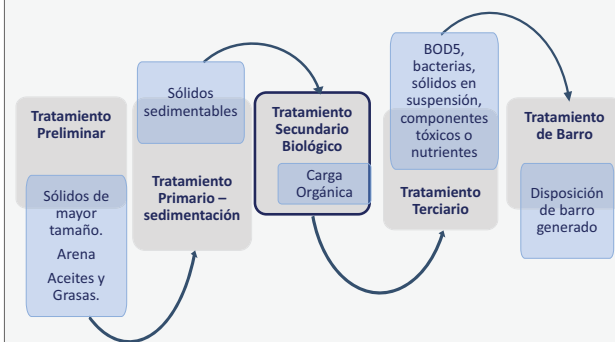 Tratamiento
Preliminar
Sólidos de
mayor
tamaño.
Arena
Aceites y
Grasas.
Sólidos
sedimentables
Tratamiento
Primario –
sedimentación
Tratamiento
Secundario
Biológico
Carga
Orgánica
BOD5,
bacterias,
sólidos en
suspensión,
componentes
tóxicos o
nutrientes
Tratamiento
Terciario
Tratamiento
de Barro
Disposición
de barro
generado